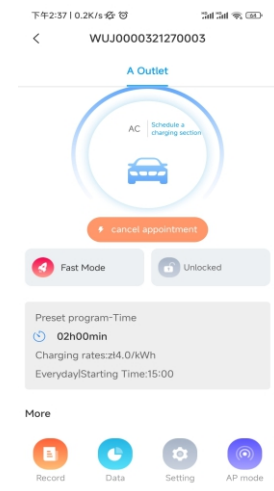 下午2:37 | 0.2K/s
WUJ0000321270003
A Outlet
AC
Schedule a
charging section
cancel appointment
Fast Mode
Unlocked
Preset program-Time
02h00min
Charging rates:zł4.0/kWh
Everyday|Starting Time:15:00
More
Record Data Setting AP mode